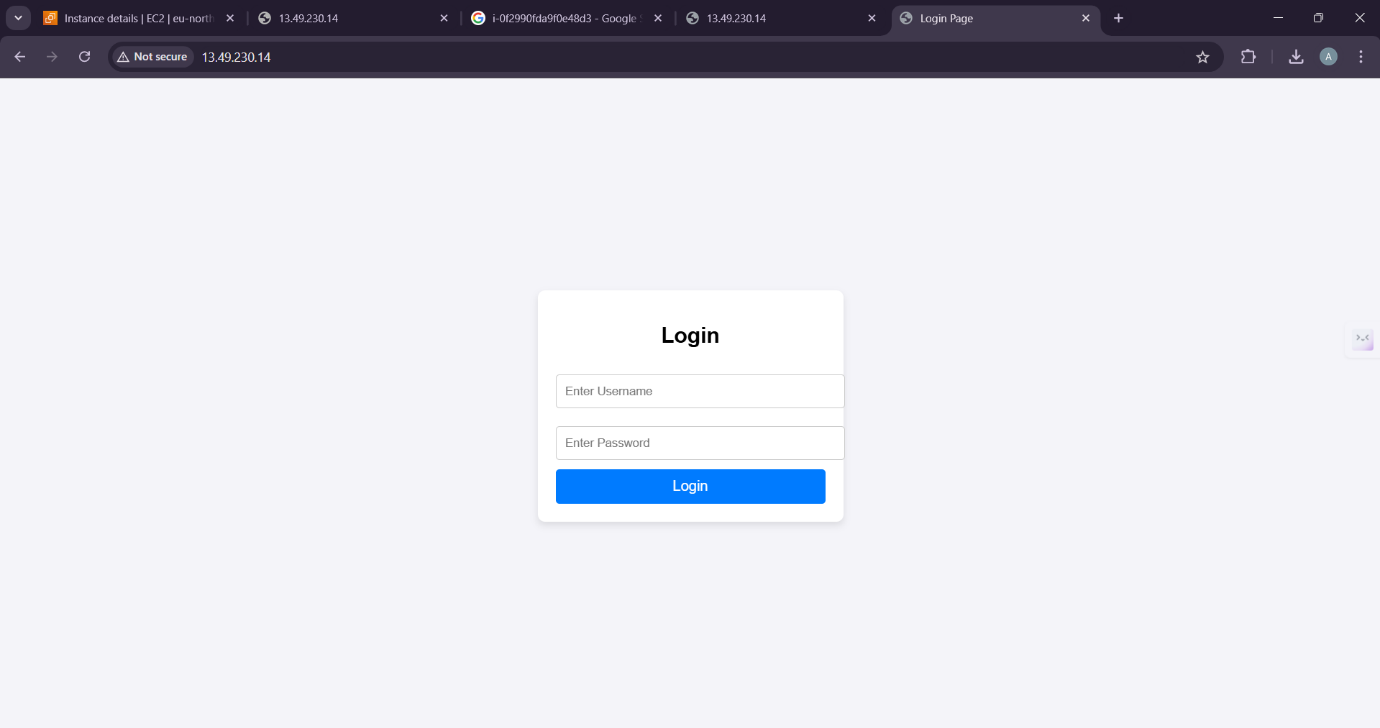 Instance details | EC2 | eu-north
13.49.230.14
i-0f2990fda9f0e48d3 - Google S
13.49.230.14
Login Page
Not secure
13.49.230.14
A
Login
Enter Username
Enter Password
Login